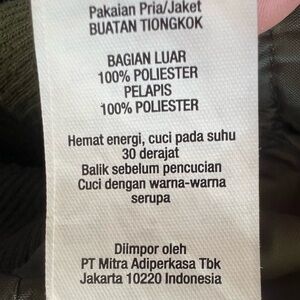 Pakaian Pria/Jaket
BUATAN TIONGKOK
BAGIAN LUAR
100% POLIESTER
PELAPIS
100% POLIESTER
Hemat energi, cuci pada suhu
30 derajat
Balik sebelum pencucian
Cuci dengan warna-warna
serupa
Diimpor oleh
PT Mitra Adiperkasa Tbk
Jakarta 10220 Indonesia